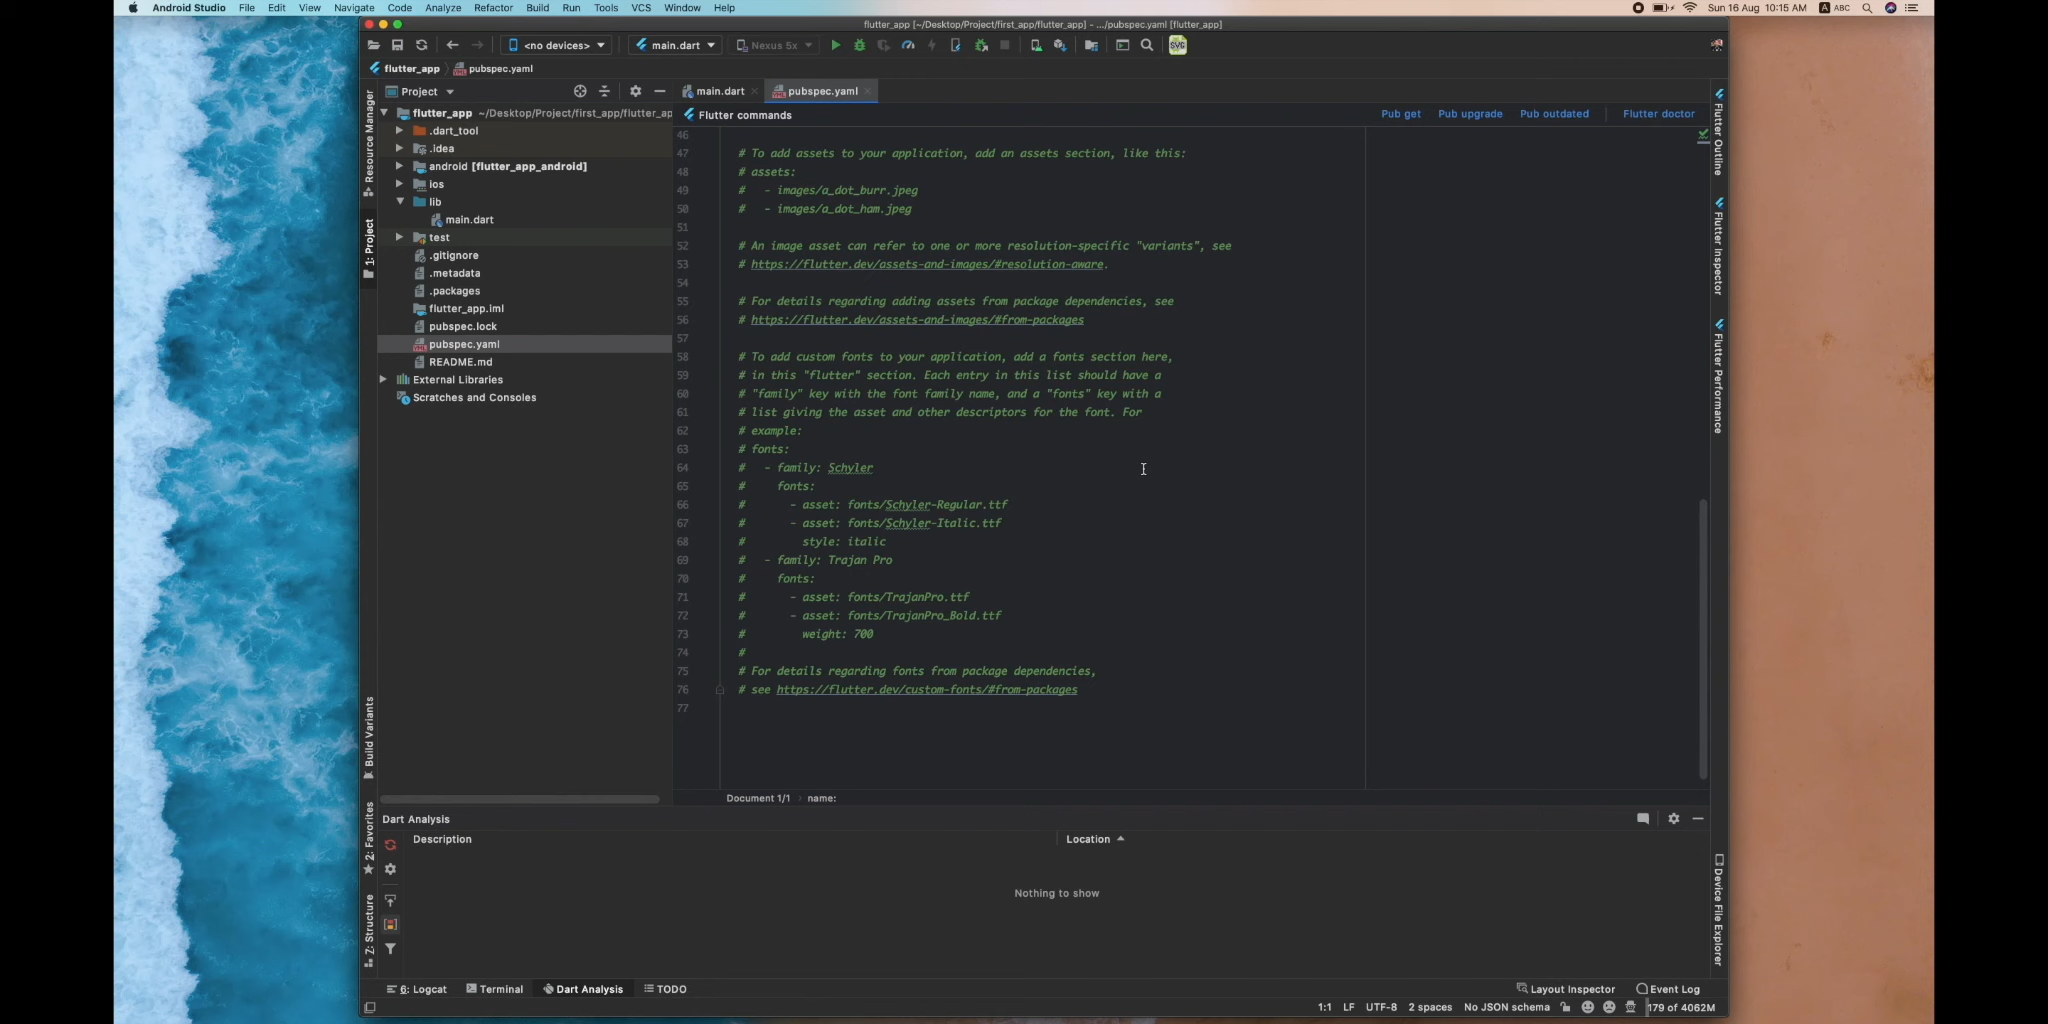 Android Studio File Edit View Navigate Code Analyze Refactor Build Run Tools VCS Window Help Sun 16 Aug 10:15 AM A ABC
flutter_app [~/Desktop/Project/first_app/flutter_app] - .../pubspec.yaml [flutter_app]
<no devices> main.dart Nexus 5x SVG
flutter_app pubspec.yaml
Project main.dart pubspec.yaml
Flutter commands Pub get Pub upgrade Pub outdated Flutter doctor
Resource Manager
1: Project
Build Variants
2: Favorites
Z: Structure
flutter_app ~/Desktop/Project/first_app/flutter_app
.dart_tool
.idea
android [flutter_app_android]
ios
lib
main.dart
test
.gitignore
.metadata
.packages
flutter_app.iml
pubspec.lock
pubspec.yaml
README.md
External Libraries
Scratches and Consoles
46
47 # To add assets to your application, add an assets section, like this:
48 # assets:
49 #   - images/a_dot_burr.jpeg
50 #   - images/a_dot_ham.jpeg
51
52 # An image asset can refer to one or more resolution-specific "variants", see
53 # https://flutter.dev/assets-and-images/#resolution-aware.
54
55 # For details regarding adding assets from package dependencies, see
56 # https://flutter.dev/assets-and-images/#from-packages
57
58 # To add custom fonts to your application, add a fonts section here,
59 # in this "flutter" section. Each entry in this list should have a
60 # "family" key with the font family name, and a "fonts" key with a
61 # list giving the asset and other descriptors for the font. For
62 # example:
63 # fonts:
64 #   - family: Schyler
65 #     fonts:
66 #       - asset: fonts/Schyler-Regular.ttf
67 #       - asset: fonts/Schyler-Italic.ttf
68 #         style: italic
69 #   - family: Trajan Pro
70 #     fonts:
71 #       - asset: fonts/TrajanPro.ttf
72 #       - asset: fonts/TrajanPro_Bold.ttf
73 #         weight: 700
74 #
75 # For details regarding fonts from package dependencies,
76 # see https://flutter.dev/custom-fonts/#from-packages
77
Document 1/1 › name:
Flutter Outline
Flutter Inspector
Flutter Performance
Device File Explorer
Dart Analysis
Description Location
Nothing to show
6: Logcat Terminal Dart Analysis TODO Layout Inspector Event Log
1:1 LF UTF-8 2 spaces No JSON schema 179 of 4062M